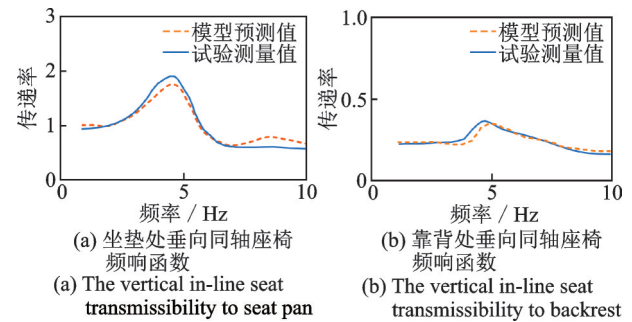 模型预测值
试验测量值
传递率
3
2
1
0
5
10
频率 / Hz
(a) 坐垫处垂向同轴座椅
频响函数
(a) The vertical in-line seat
transmissibility to seat pan
模型预测值
试验测量值
传递率
1.0
0.5
0
5
10
频率 / Hz
(b) 靠背处垂向同轴座椅
频响函数
(b) The vertical in-line seat
transmissibility to backrest